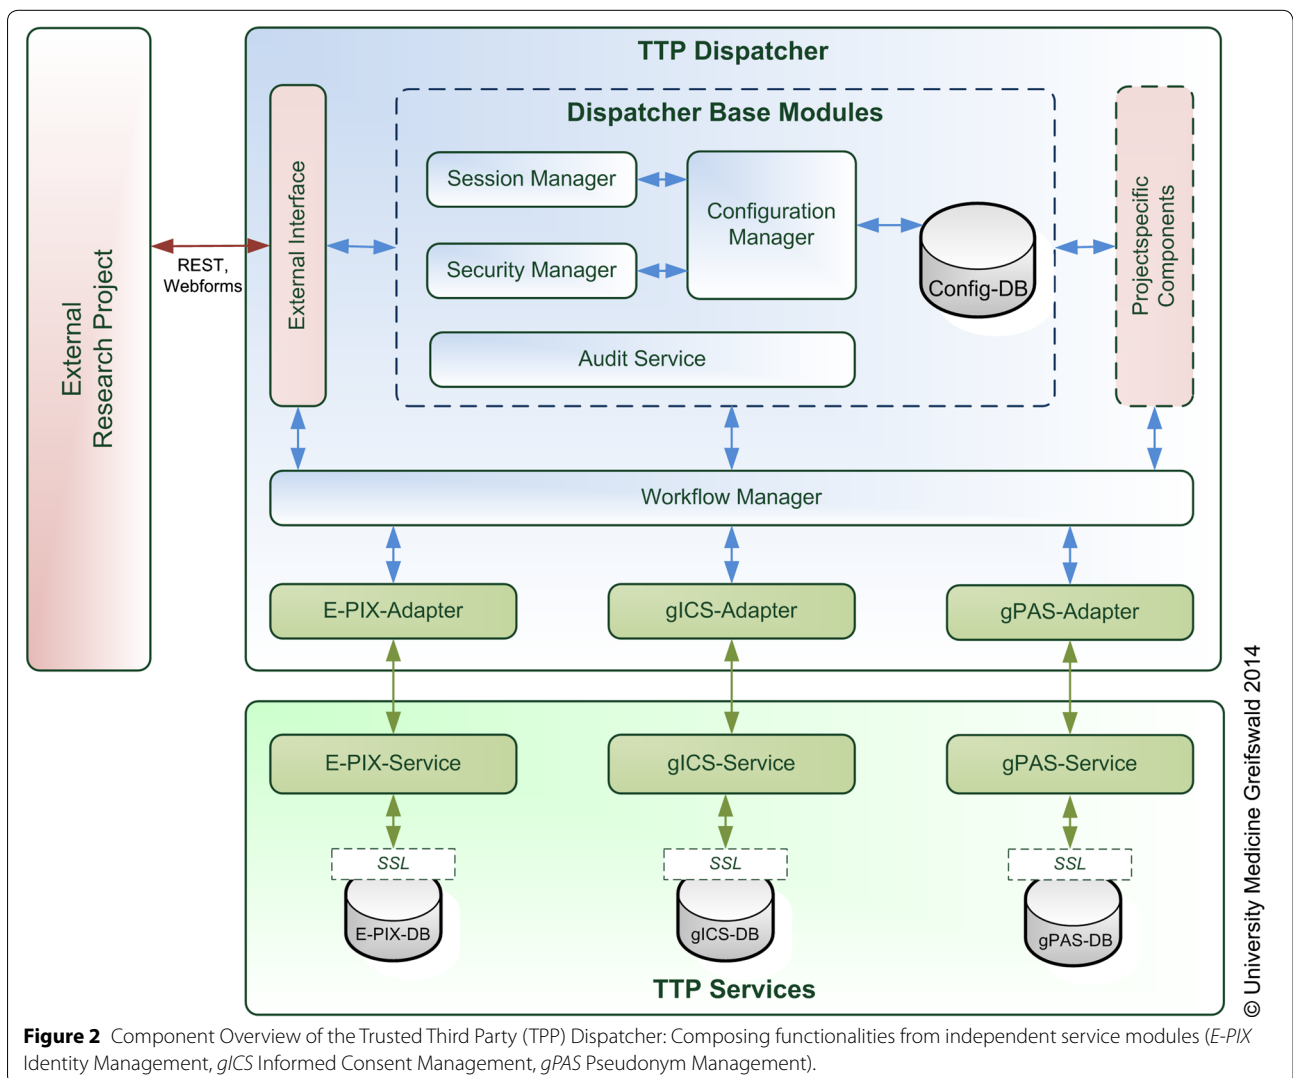 TTP Dispatcher
Dispatcher Base Modules
External
Research Project
REST,
Webforms
External Interface
Session Manager
Security Manager
Configuration
Manager
Config-DB
Audit Service
Projectspecific
Components
Workflow Manager
E-PIX-Adapter
gICS-Adapter
gPAS-Adapter
E-PIX-Service
gICS-Service
gPAS-Service
SSL
SSL
SSL
E-PIX-DB
gICS-DB
gPAS-DB
TTP Services
© University Medicine Greifswald 2014
Figure 2 Component Overview of the Trusted Third Party (TPP) Dispatcher: Composing functionalities from independent service modules (E-PIX
Identity Management, gICS Informed Consent Management, gPAS Pseudonym Management).